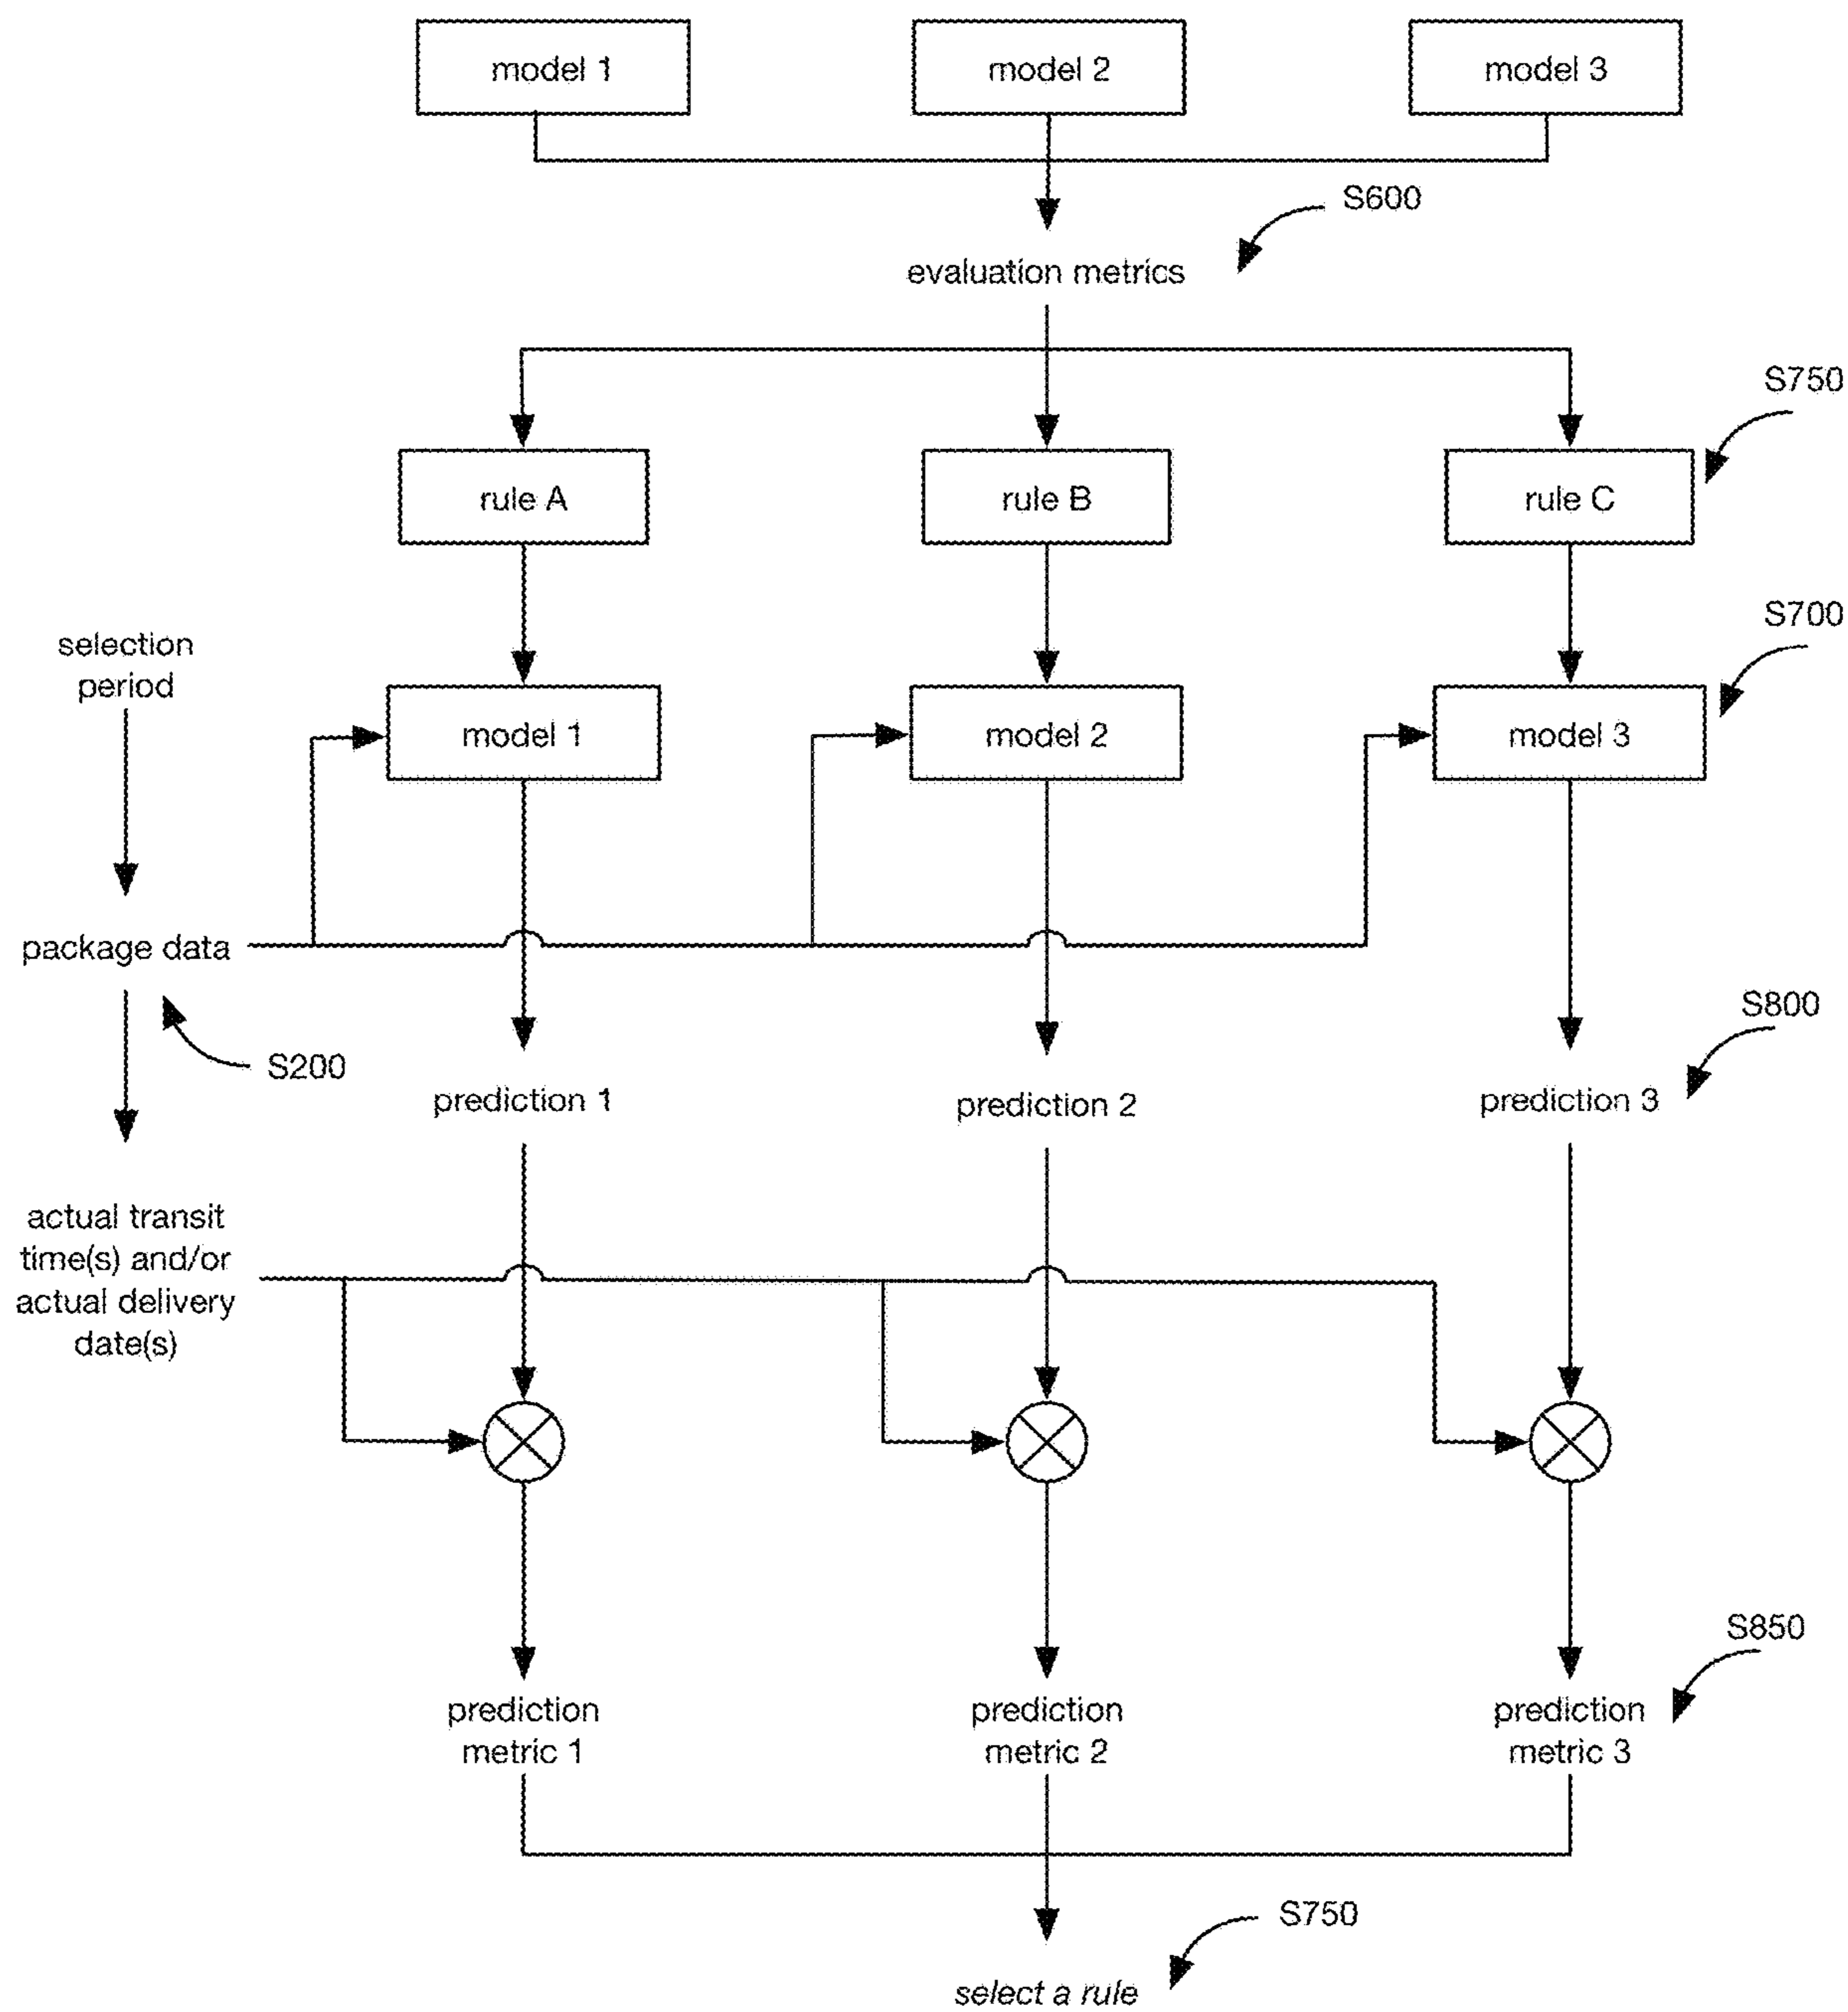 model 1
model 2
model 3
S600
evaluation metrics
S750
rule A
rule B
rule C
S700
selection
period
model 1
model 2
model 3
package data
S200
S800
prediction 1
prediction 2
prediction 3
actual transit
time(s) and/or
actual delivery
date(s)
S850
prediction
metric 1
prediction
metric 2
prediction
metric 3
S750
select a rule